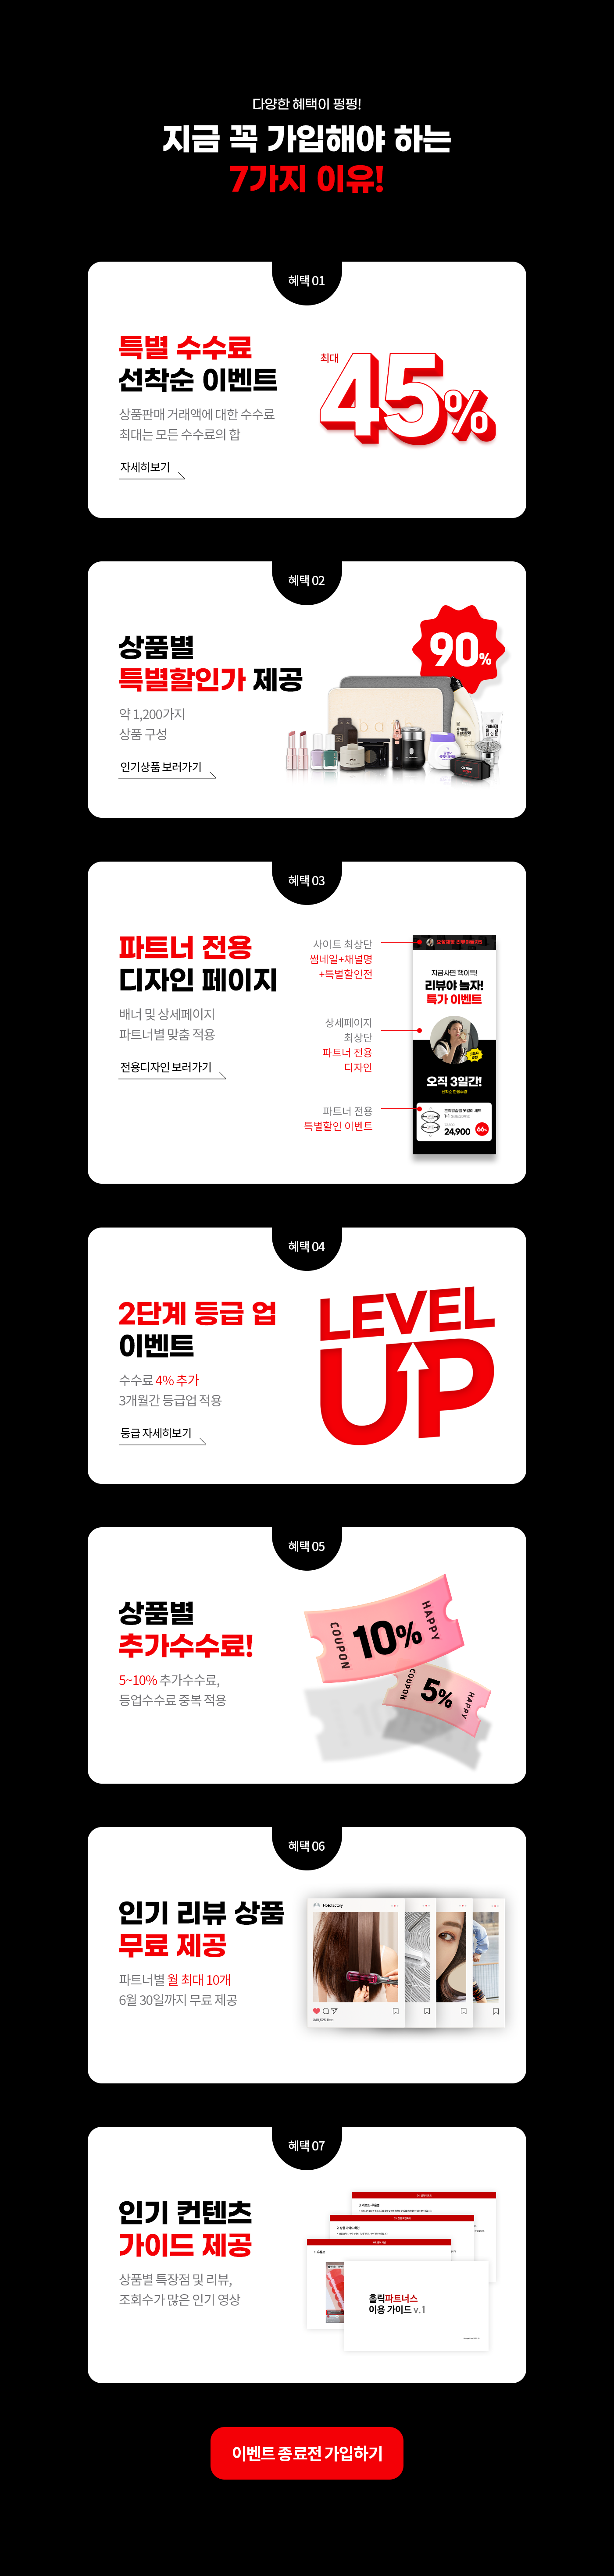 다양한 혜택이 펑펑!
지금 꼭 가입해야 하는
7가지 이유!
혜택 01
특별 수수료
선착순 이벤트
상품판매 거래액에 대한 수수료
최대는 모든 수수료의 합
자세히보기
최대
45%
혜택 02
상품별
특별할인가 제공
약 1,200가지
상품 구성
인기상품 보러가기
90%
혜택 03
파트너 전용
디자인 페이지
배너 및 상세페이지
파트너별 맞춤 적용
전용디자인 보러가기
사이트 최상단
썸네일+채널명
+특별할인전
상세페이지
최상단
파트너 전용
디자인
파트너 전용
특별할인 이벤트
지금사면 핵이득!
리뷰야 놀자!
특가 이벤트
오직 3일간!
24,900
66%
혜택 04
2단계 등급 업
이벤트
수수료 4% 추가
3개월간 등급업 적용
등급 자세히보기
LEVEL
UP
혜택 05
상품별
추가수수료!
5~10% 추가수수료,
등업수수료 중복 적용
COUPON 10% HAPPY
COUPON 5% HAPPY
혜택 06
인기 리뷰 상품
무료 제공
파트너별 월 최대 10개
6월 30일까지 무료 제공
Holicfactory
혜택 07
인기 컨텐츠
가이드 제공
상품별 특장점 및 리뷰,
조회수가 많은 인기 영상
홀릭파트너스
이용 가이드 v.1
이벤트 종료전 가입하기